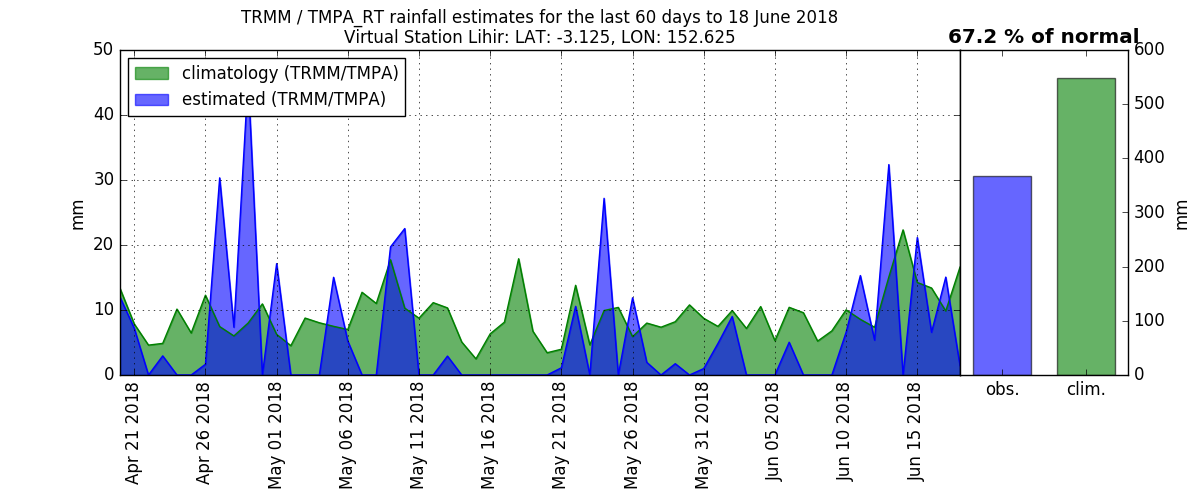 TRMM / TMPA_RT rainfall estimates for the last 60 days to 18 June 2018
Virtual Station Lihir: LAT: -3.125, LON: 152.625
67.2 % of normal
climatology (TRMM/TMPA)
estimated (TRMM/TMPA)
50
40
30
20
10
0
mm
Apr 21 2018
Apr 26 2018
May 01 2018
May 06 2018
May 11 2018
May 16 2018
May 21 2018
May 26 2018
May 31 2018
Jun 05 2018
Jun 10 2018
Jun 15 2018
obs.
clim.
600
500
400
300
200
100
0
mm